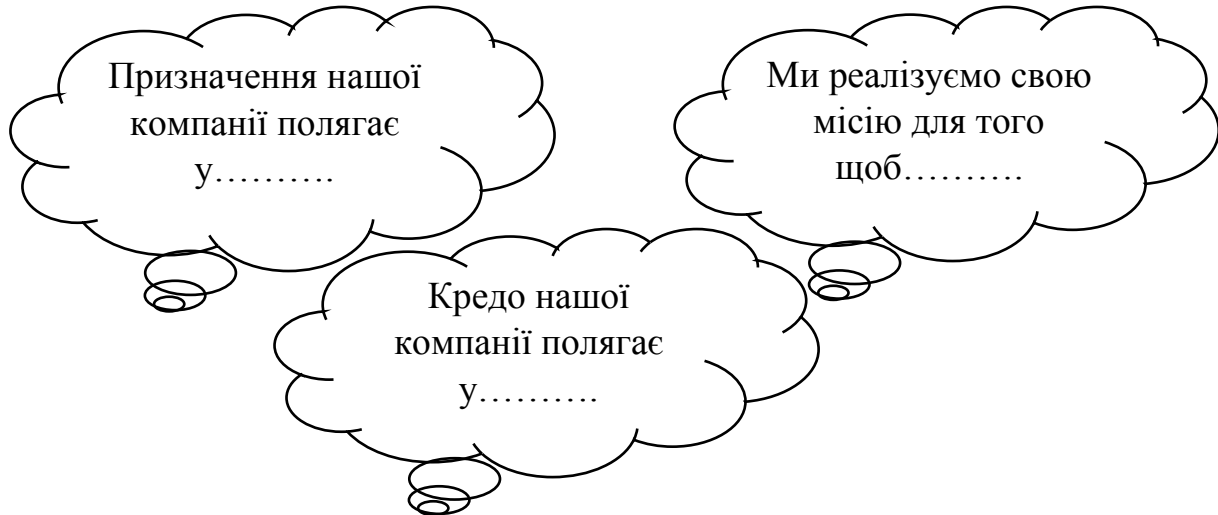 Призначення нашої
компанії полягає
у……….
Ми реалізуємо свою
місію для того
щоб……….
Кредо нашої
компанії полягає
у……….